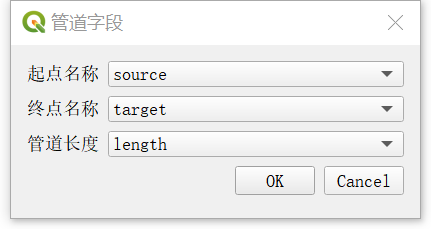 管道字段
起点名称 source
终点名称 target
管道长度 length
OK Cancel